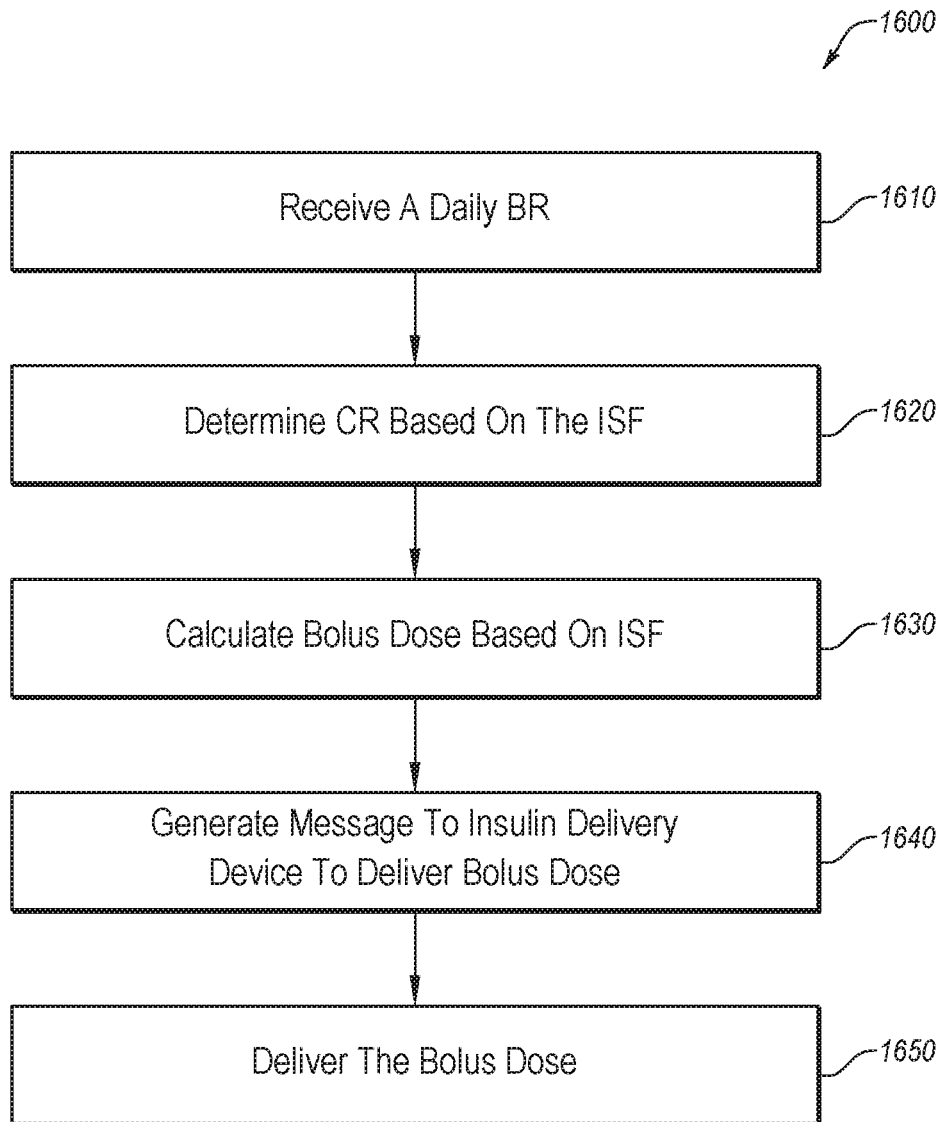 1600
Receive A Daily BR
1610
Determine CR Based On The ISF
1620
Calculate Bolus Dose Based On ISF
1630
Generate Message To Insulin Delivery
Device To Deliver Bolus Dose
1640
Deliver The Bolus Dose
1650